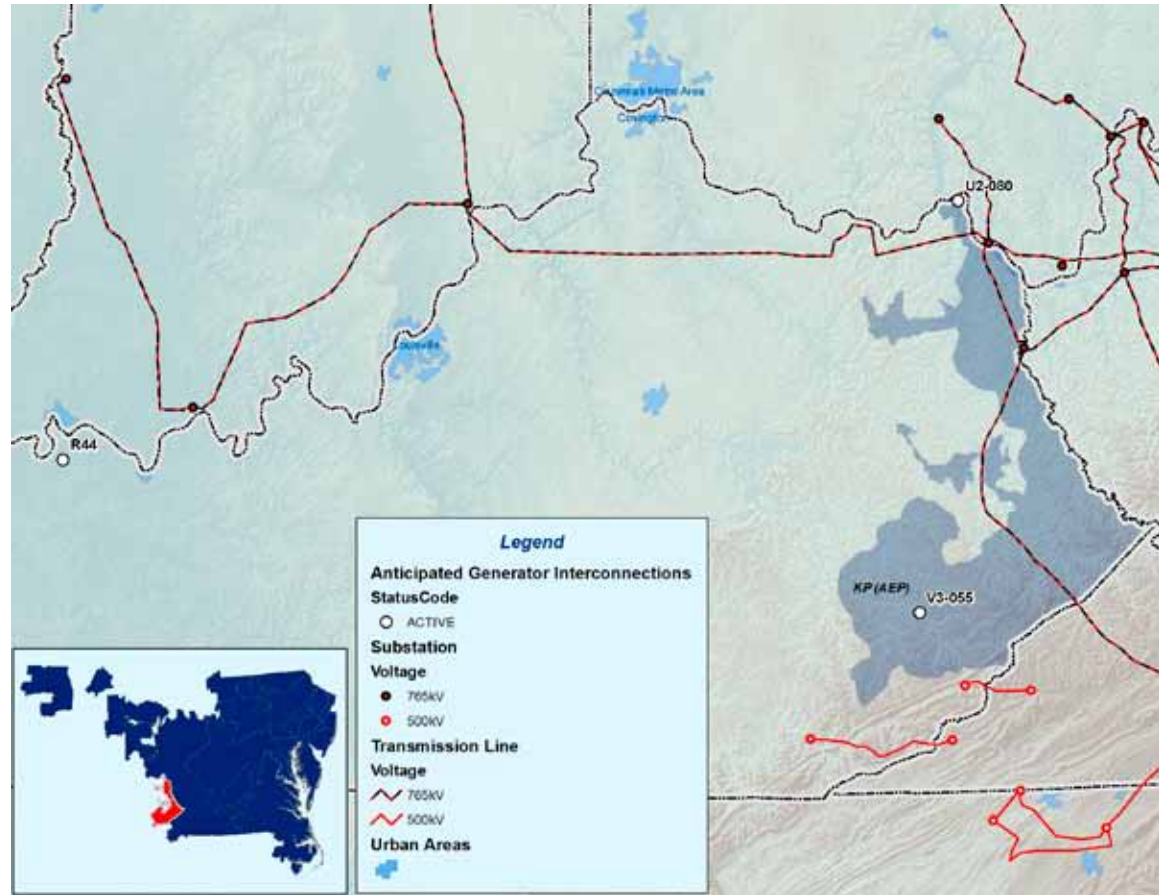 Cincinnati Metro Area
Covington
U2-080
Louisville
R44
KP (AEP)
V3-055
Legend
Anticipated Generator Interconnections
StatusCode
ACTIVE
Substation
Voltage
765kV
500kV
Transmission Line
Voltage
765kV
500kV
Urban Areas